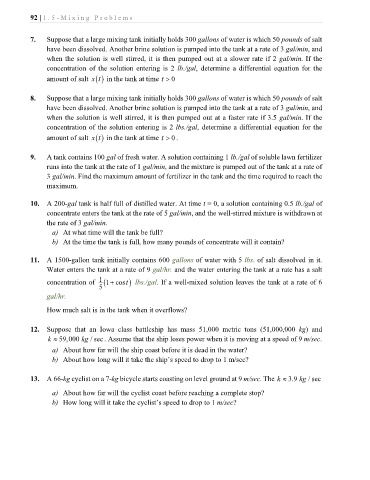 92 | 1.5-Mixing Problems
7. Suppose that a large mixing tank initially holds 300 gallons of water is which 50 pounds of salt
have been dissolved. Another brine solution is pumped into the tank at a rate of 3 gal/min, and
when the solution is well stirred, it is then pumped out at a slower rate if 2 gal/min. If the
concentration of the solution entering is 2 lb./gal, determine a differential equation for the
amount of salt x(t) in the tank at time t > 0
8. Suppose that a large mixing tank initially holds 300 gallons of water is which 50 pounds of salt
have been dissolved. Another brine solution is pumped into the tank at a rate of 3 gal/min, and
when the solution is well stirred, it is then pumped out at a faster rate if 3.5 gal/min. If the
concentration of the solution entering is 2 lbs./gal, determine a differential equation for the
amount of salt x(t) in the tank at time t > 0.
9. A tank contains 100 gal of fresh water. A solution containing 1 lb./gal of soluble lawn fertilizer
runs into the tank at the rate of 1 gal/min, and the mixture is pumped out of the tank at a rate of
3 gal/min. Find the maximum amount of fertilizer in the tank and the time required to reach the
maximum.
10. A 200-gal tank is half full of distilled water. At time t = 0, a solution containing 0.5 lb./gal of
concentrate enters the tank at the rate of 5 gal/min, and the well-stirred mixture is withdrawn at
the rate of 3 gal/min.
a) At what time will the tank be full?
b) At the time the tank is full, how many pounds of concentrate will it contain?
11. A 1500-gallon tank initially contains 600 gallons of water with 5 lbs. of salt dissolved in it.
Water enters the tank at a rate of 9 gal/hr. and the water entering the tank at a rate has a salt
concentration of 1/5 (1+cos t) lbs./gal. If a well-mixed solution leaves the tank at a rate of 6
gal/hr.
How much salt is in the tank when it overflows?
12. Suppose that an Iowa class battleship has mass 51,000 metric tons (51,000,000 kg) and
k ≈ 59,000 kg / sec. Assume that the ship loses power when it is moving at a speed of 9 m/sec.
a) About how far will the ship coast before it is dead in the water?
b) About how long will it take the ship's speed to drop to 1 m/sec?
13. A 66-kg cyclist on a 7-kg bicycle starts coasting on level ground at 9 m/sec. The k ≈ 3.9 kg / sec
a) About how far will the cyclist coast before reaching a complete stop?
b) How long will it take the cyclist's speed to drop to 1 m/sec?